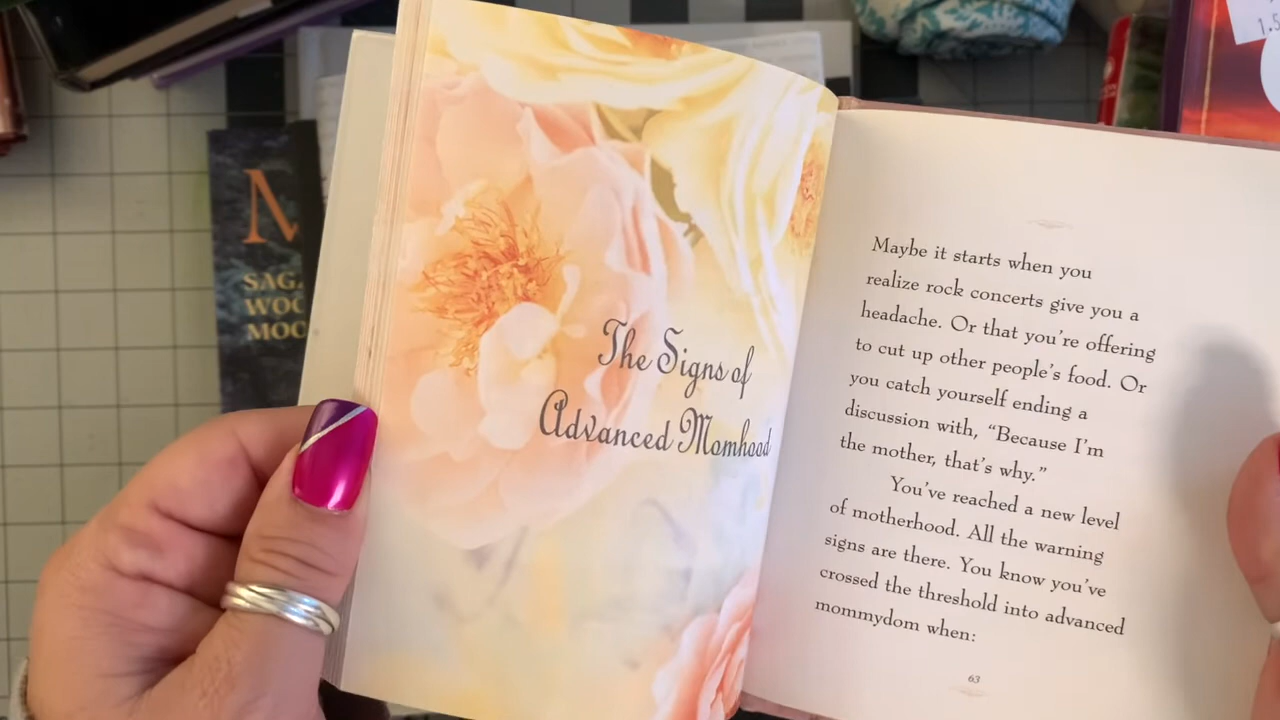 The Signs of
Advanced Momhood
Maybe it starts when you
realize rock concerts give you a
headache. Or that you're offering
to cut up other people's food. Or
you catch yourself ending a
discussion with, "Because I'm
the mother, that's why."
You've reached a new level
of motherhood. All the warning
signs are there. You know you've
crossed the threshold into advanced
mommydom when:
63
M
SAGA
WOO
MOO
1.5